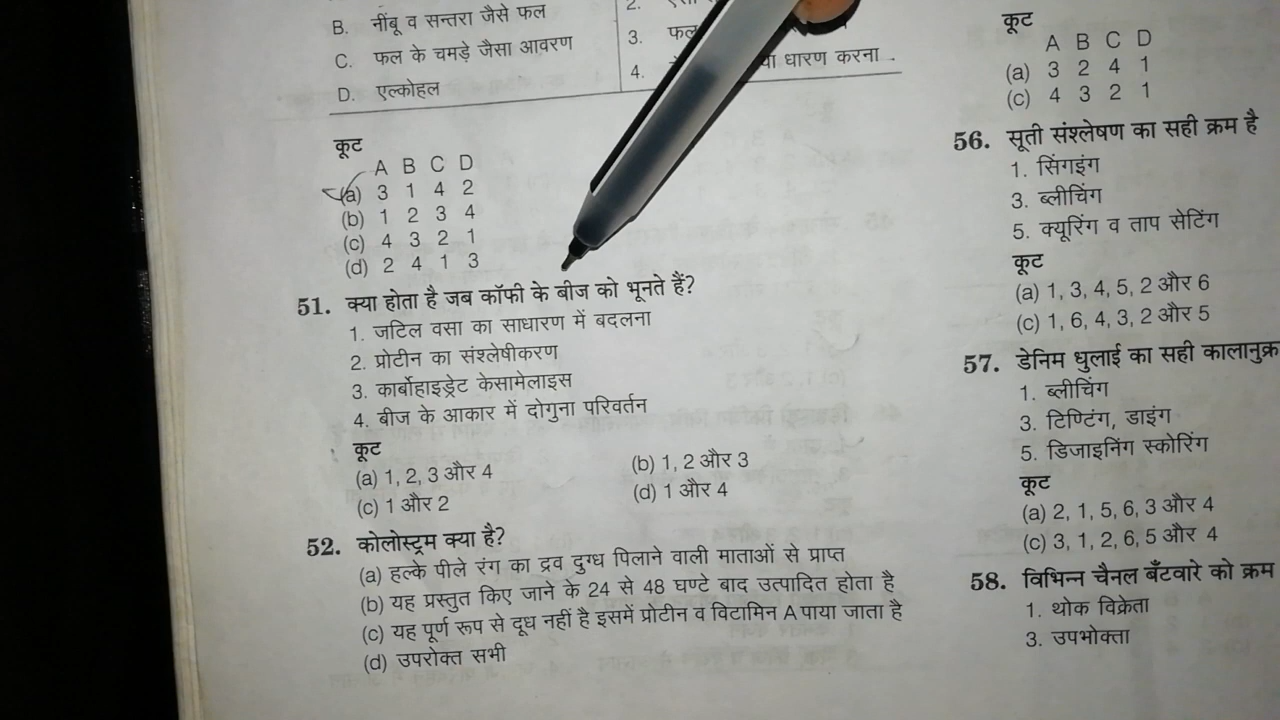 B. नींबू व सन्तरा जैसे फल
C. फल के चमड़े जैसा आवरण
D. एल्कोहल
2.
3. फल
4. या धारण करना
कूट
A B C D
(a) 3 1 4 2
(b) 1 2 3 4
(c) 4 3 2 1
(d) 2 4 1 3
51. क्या होता है जब कॉफी के बीज को भूनते हैं?
1. जटिल वसा का साधारण में बदलना
2. प्रोटीन का संश्लेषीकरण
3. कार्बोहाइड्रेट केसामेलाइस
4. बीज के आकार में दोगुना परिवर्तन
कूट
(a) 1, 2, 3 और 4 (b) 1, 2 और 3
(c) 1 और 2 (d) 1 और 4
52. कोलोस्ट्रम क्या है?
(a) हल्के पीले रंग का द्रव दुग्ध पिलाने वाली माताओं से प्राप्त
(b) यह प्रस्तुत किए जाने के 24 से 48 घण्टे बाद उत्पादित होता है
(c) यह पूर्ण रूप से दूध नहीं है इसमें प्रोटीन व विटामिन A पाया जाता है
(d) उपरोक्त सभी
कूट
A B C D
(a) 3 2 4 1
(c) 4 3 2 1
56. सूती संश्लेषण का सही क्रम है
1. सिंगइंग
3. ब्लीचिंग
5. क्यूरिंग व ताप सेटिंग
कूट
(a) 1, 3, 4, 5, 2 और 6
(c) 1, 6, 4, 3, 2 और 5
57. डेनिम धुलाई का सही कालानुक्र
1. ब्लीचिंग
3. टिण्टिंग, डाइंग
5. डिजाइनिंग स्कोरिंग
कूट
(a) 2, 1, 5, 6, 3 और 4
(c) 3, 1, 2, 6, 5 और 4
58. विभिन्न चैनल बँटवारे को क्रम
1. थोक विक्रेता
3. उपभोक्ता